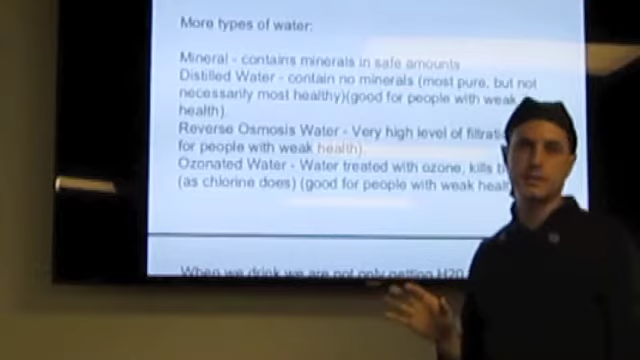 More types of water:
Mineral - contains minerals in safe amounts
Distilled Water - contain no minerals (most pure, but not
necessarily most healthy)(good for people with weak
health).
Reverse Osmosis Water - Very high level of
for people with weak health).
Ozonated Water - Water treated with ozone, kills
(as chlorine does) (good for people with weak
When we drink we are not only getting H20